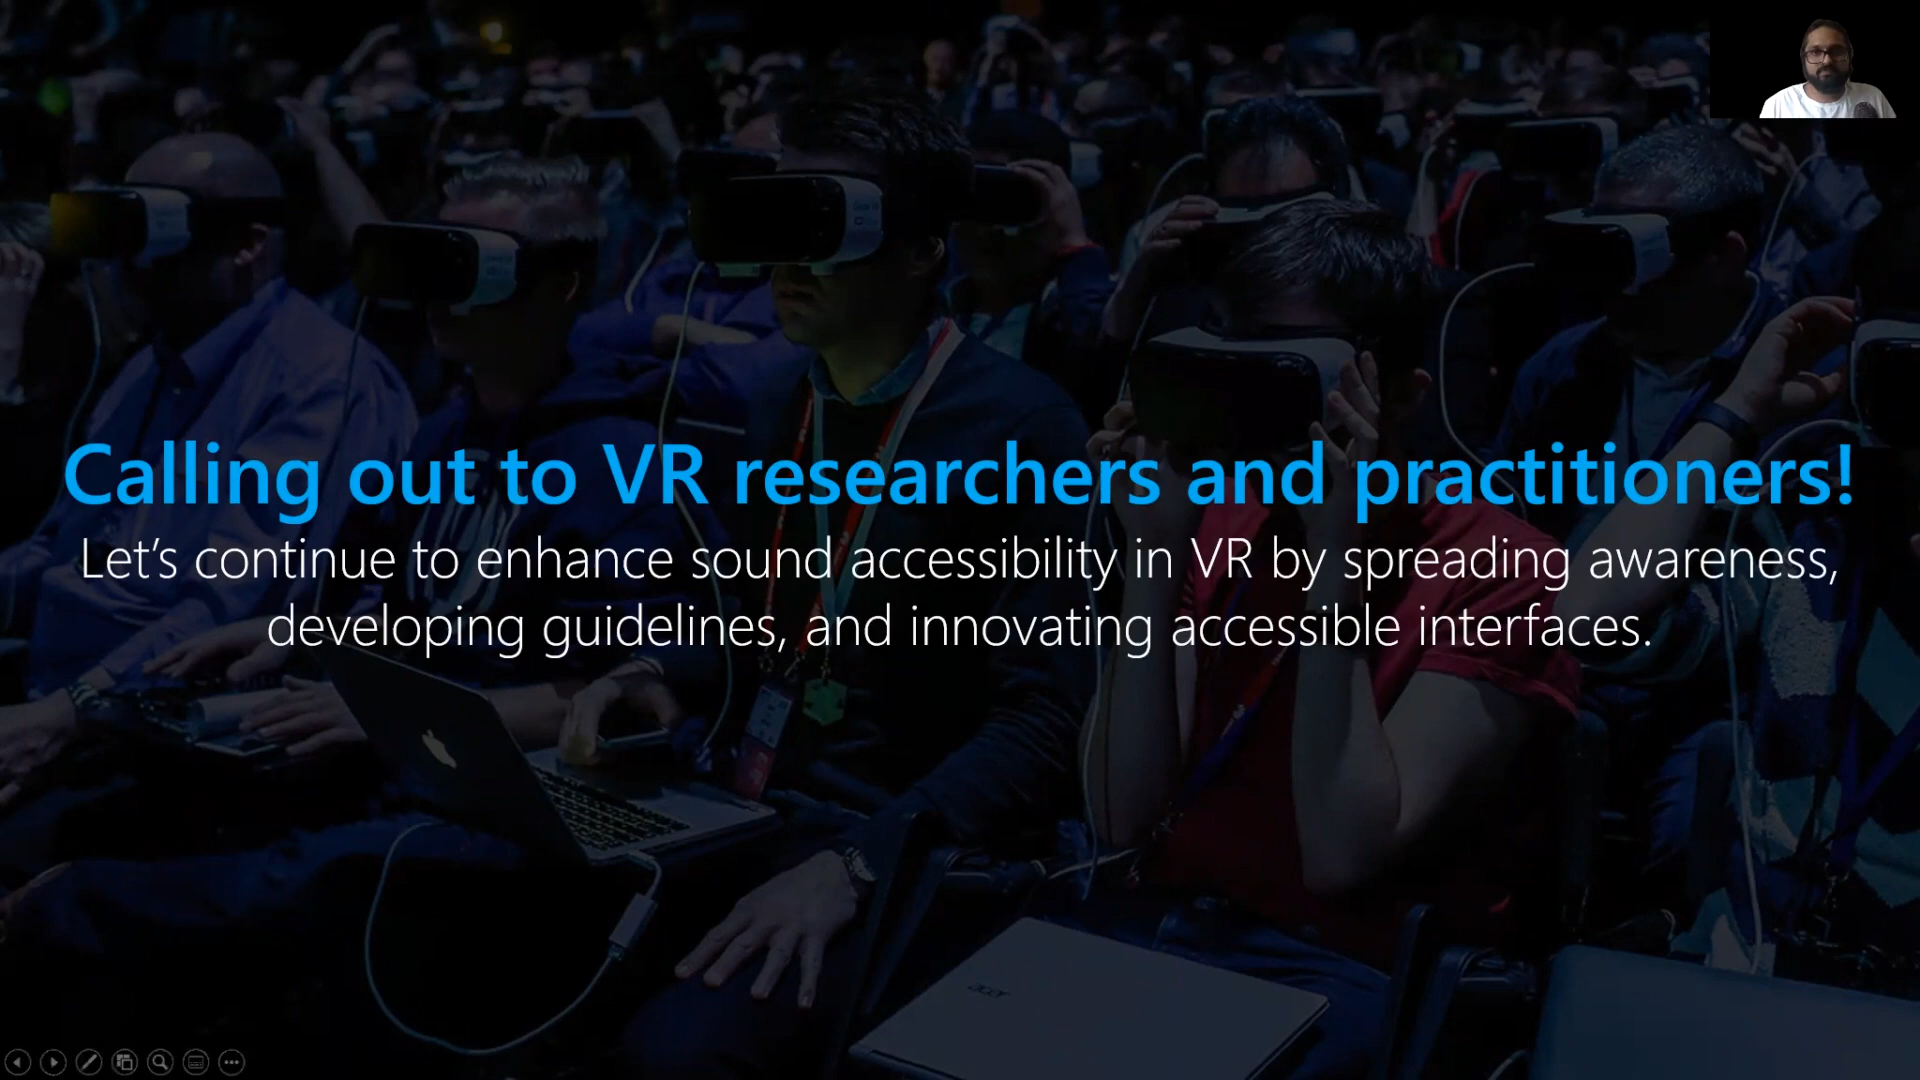 Calling out to VR researchers and practitioners!
Let’s continue to enhance sound accessibility in VR by spreading awareness,
developing guidelines, and innovating accessible interfaces.
acer